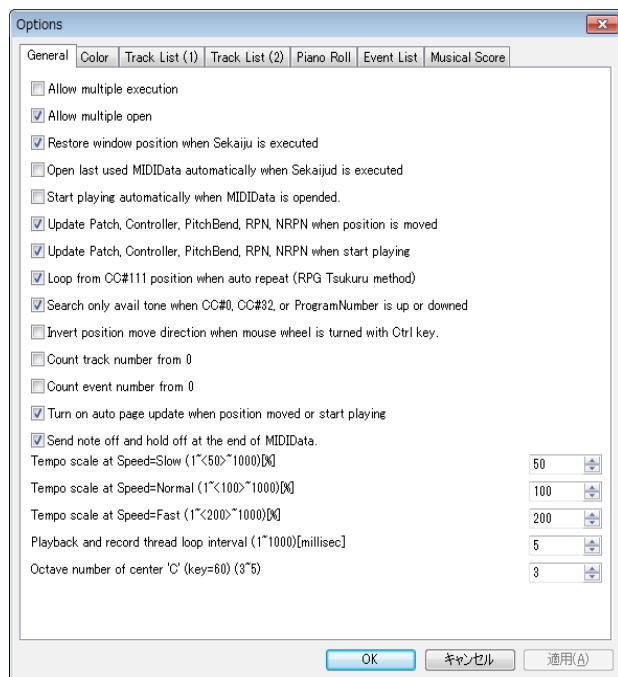 Options
General Color Track List (1) Track List (2) Piano Roll Event List Musical Score
Allow multiple execution
Allow multiple open
Restore window position when Sekaiju is executed
Open last used MIDIData automatically when Sekaijud is executed
Start playing automatically when MIDIData is opended.
Update Patch, Controller, PitchBend, RPN, NRPN when position is moved
Update Patch, Controller, PitchBend, RPN, NRPN when start playing
Loop from CC#111 position when auto repeat (RPG Tsukuru method)
Search only avail tone when CC#0, CC#32, or ProgramNumber is up or downed
Invert position move direction when mouse wheel is turned with Ctrl key.
Count track number from 0
Count event number from 0
Turn on auto page update when position moved or start playing
Send note off and hold off at the end of MIDIData.
Tempo scale at Speed=Slow (1~<50>~1000)[%] 50
Tempo scale at Speed=Normal (1~<100>~1000)[%] 100
Tempo scale at Speed=Fast (1~<200>~1000)[%] 200
Playback and record thread loop interval (1~1000)[millisec] 5
Octave number of center 'C' (key=60) (3~5) 3
OK キャンセル 適用(A)